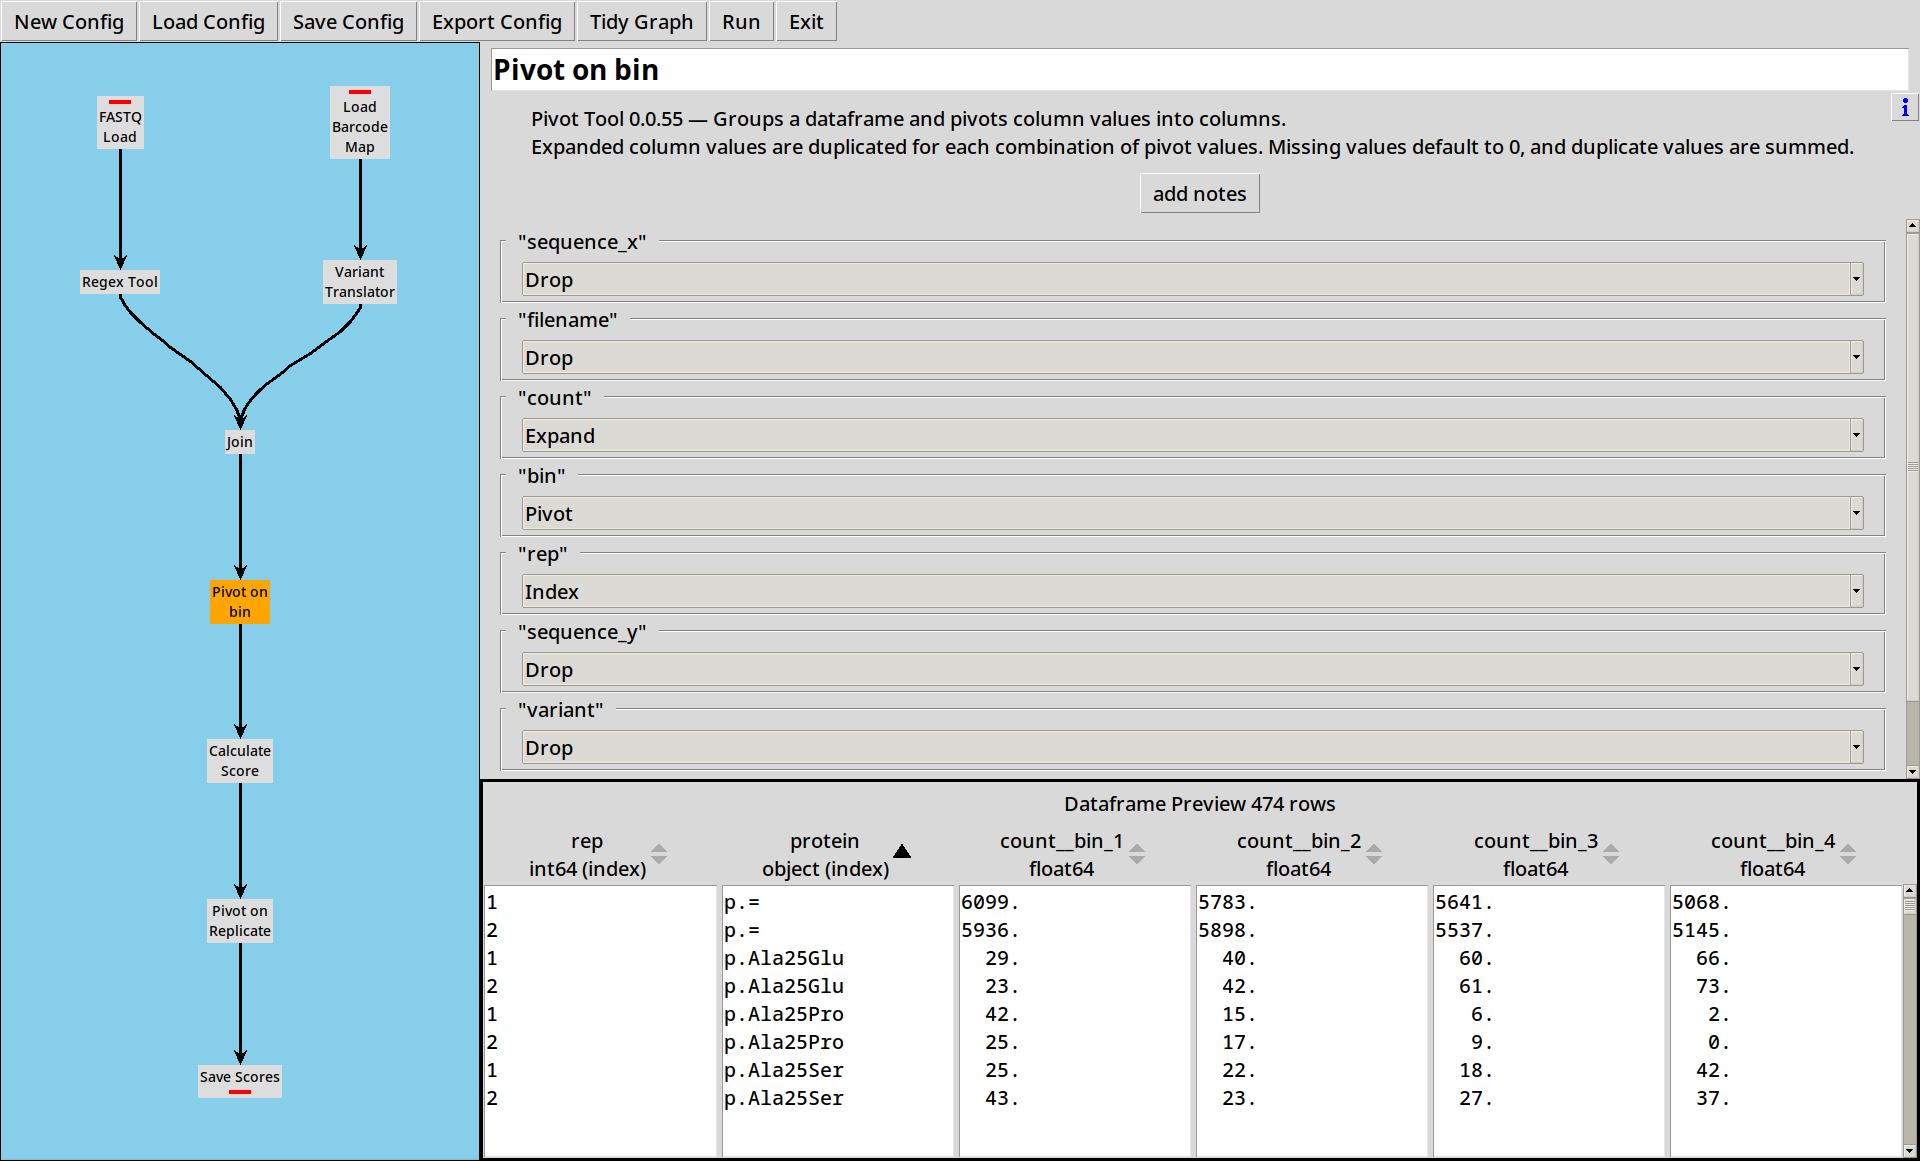 New Config Load Config Save Config Export Config Tidy Graph Run Exit
FASTQ
Load
Load
Barcode
Map
Regex Tool
Variant
Translator
Join
Pivot on
bin
Calculate
Score
Pivot on
Replicate
Save Scores
Pivot on bin
i
Pivot Tool 0.0.55 — Groups a dataframe and pivots column values into columns.
Expanded column values are duplicated for each combination of pivot values. Missing values default to 0, and duplicate values are summed.
add notes
"sequence_x"
Drop
"filename"
Drop
"count"
Expand
"bin"
Pivot
"rep"
Index
"sequence_y"
Drop
"variant"
Drop
Dataframe Preview 474 rows
rep protein count__bin_1 count__bin_2 count__bin_3 count__bin_4
int64 (index) object (index) float64 float64 float64 float64
1 p.= 6099. 5783. 5641. 5068.
2 p.= 5936. 5898. 5537. 5145.
1 p.Ala25Glu 29. 40. 60. 66.
2 p.Ala25Glu 23. 42. 61. 73.
1 p.Ala25Pro 42. 15. 6. 2.
2 p.Ala25Pro 25. 17. 9. 0.
1 p.Ala25Ser 25. 22. 18. 42.
2 p.Ala25Ser 43. 23. 27. 37.